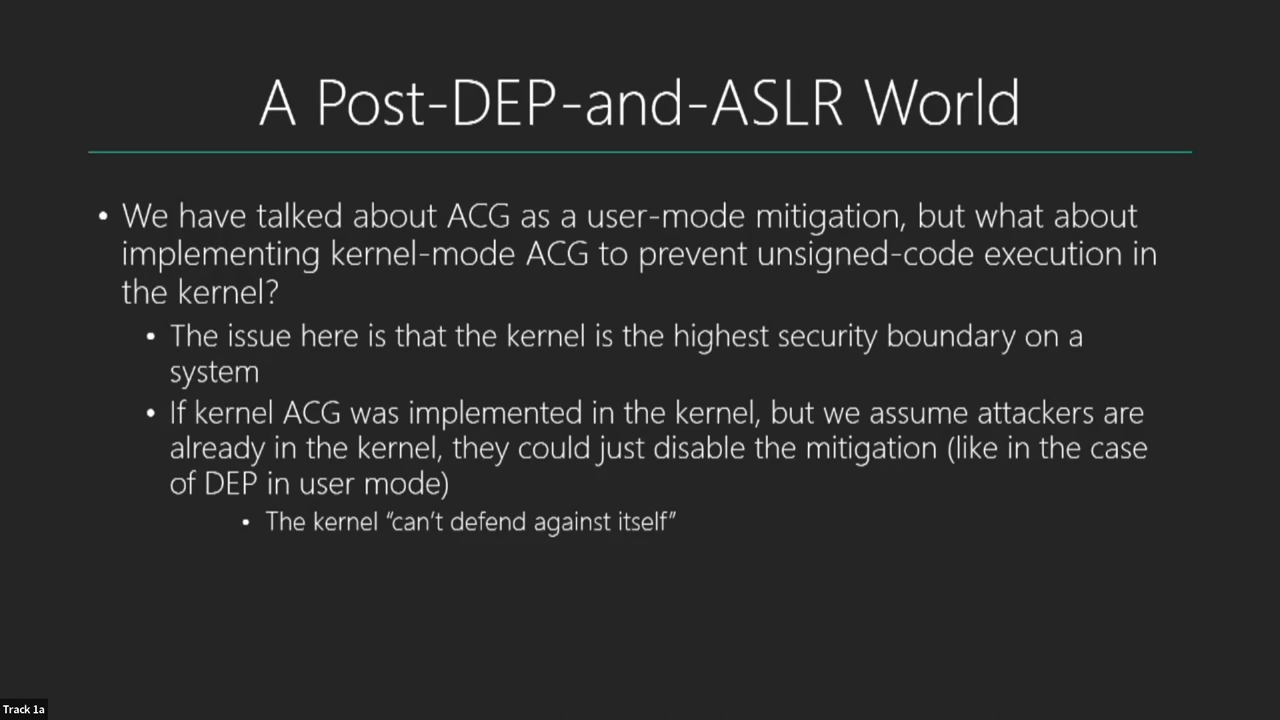 A Post-DEP-and-ASLR World
• We have talked about ACG as a user-mode mitigation, but what about
implementing kernel-mode ACG to prevent unsigned-code execution in
the kernel?
• The issue here is that the kernel is the highest security boundary on a
system
• If kernel ACG was implemented in the kernel, but we assume attackers are
already in the kernel, they could just disable the mitigation (like in the case
of DEP in user mode)
• The kernel “can’t defend against itself”
Track 1a